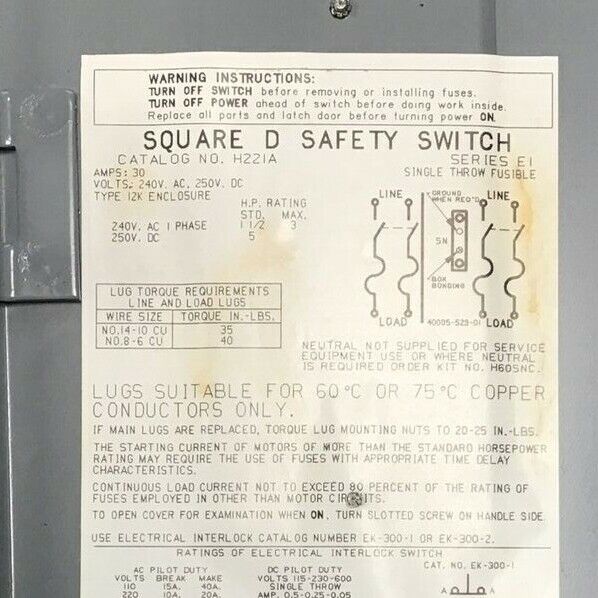 WARNING INSTRUCTIONS:
TURN OFF SWITCH before removing or installing fuses.
TURN OFF POWER ahead of switch before doing work inside.
Replace all parts and latch door before turning power ON.
SQUARE D SAFETY SWITCH
CATALOG NO. H221A SERIES E1
AMPS: 30 SINGLE THROW FUSIBLE
VOLTS: 240V. AC, 250V. DC
TYPE 12K ENCLOSURE
H.P. RATING
STD. MAX.
240V. AC 1 PHASE 1 1/2 3
250V. DC 5
LINE GROUND WHEN REQ'D LINE
SN
BOX
BONDING
LOAD 40005-523-01 LOAD
LUG TORQUE REQUIREMENTS
LINE AND LOAD LUGS
WIRE SIZE TORQUE IN.-LBS.
NO.14-10 CU 35
NO.8-6 CU 40
NEUTRAL NOT SUPPLIED FOR SERVICE
EQUIPMENT USE OR WHERE NEUTRAL
IS REQUIRED ORDER KIT NO. H60SNC.
LUGS SUITABLE FOR 60°C OR 75°C COPPER
CONDUCTORS ONLY.
IF MAIN LUGS ARE REPLACED, TORQUE LUG MOUNTING NUTS TO 20-25 IN.-LBS.
THE STARTING CURRENT OF MOTORS OF MORE THAN THE STANDARD HORSEPOWER
RATING MAY REQUIRE THE USE OF FUSES WITH APPROPRIATE TIME DELAY
CHARACTERISTICS.
CONTINUOUS LOAD CURRENT NOT TO EXCEED 80 PERCENT OF THE RATING OF
FUSES EMPLOYED IN OTHER THAN MOTOR CIRCUITS.
TO OPEN COVER FOR EXAMINATION WHEN ON, TURN SLOTTED SCREW ON HANDLE SIDE.
USE ELECTRICAL INTERLOCK CATALOG NUMBER EK-300-1 OR EK-300-2.
RATINGS OF ELECTRICAL INTERLOCK SWITCH
AC PILOT DUTY DC PILOT DUTY CAT. NO. EK-300-1
VOLTS BREAK MAKE VOLTS 115-230-600
110 15A. 40A. SINGLE THROW
220 10A. 20A. AMP. 0.5-0.25-0.05 A A